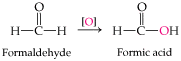 O O
H—C—H [O] H—C—OH
Formaldehyde Formic acid